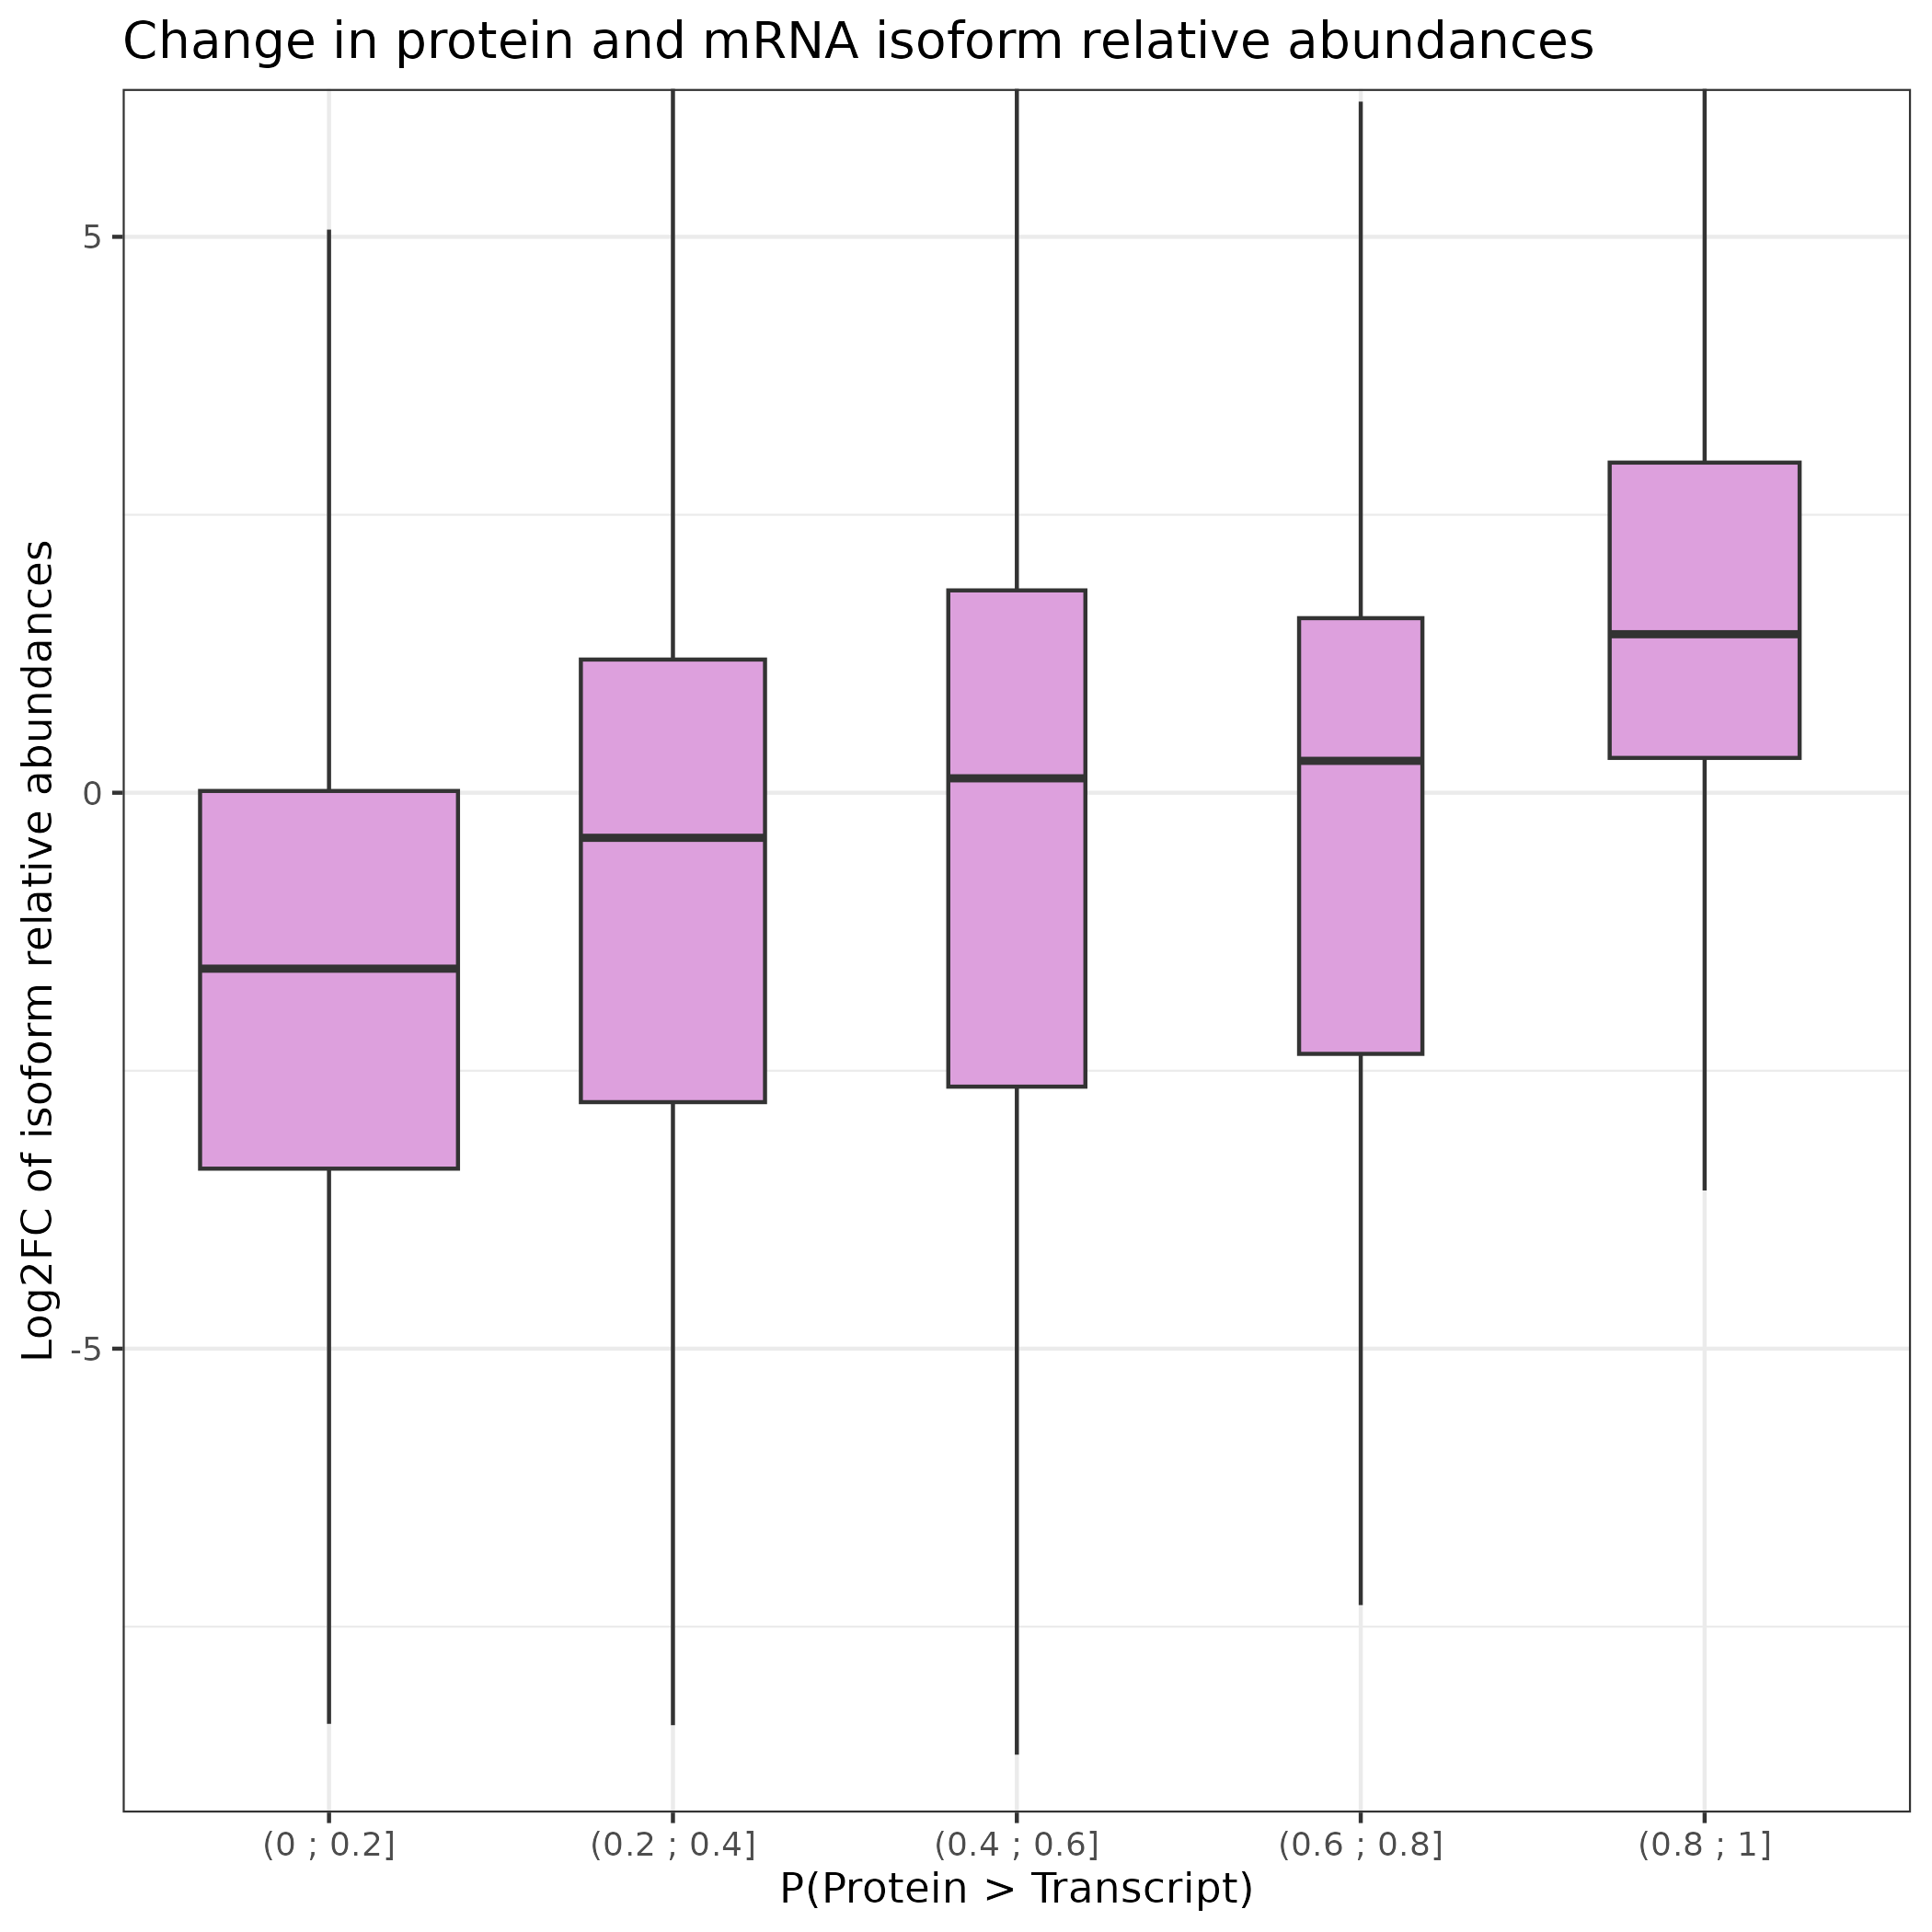 Change in protein and mRNA isoform relative abundances
Log2FC of isoform relative abundances
5
0
-5
(0 ; 0.2]
(0.2 ; 0.4]
(0.4 ; 0.6]
(0.6 ; 0.8]
(0.8 ; 1]
P(Protein > Transcript)